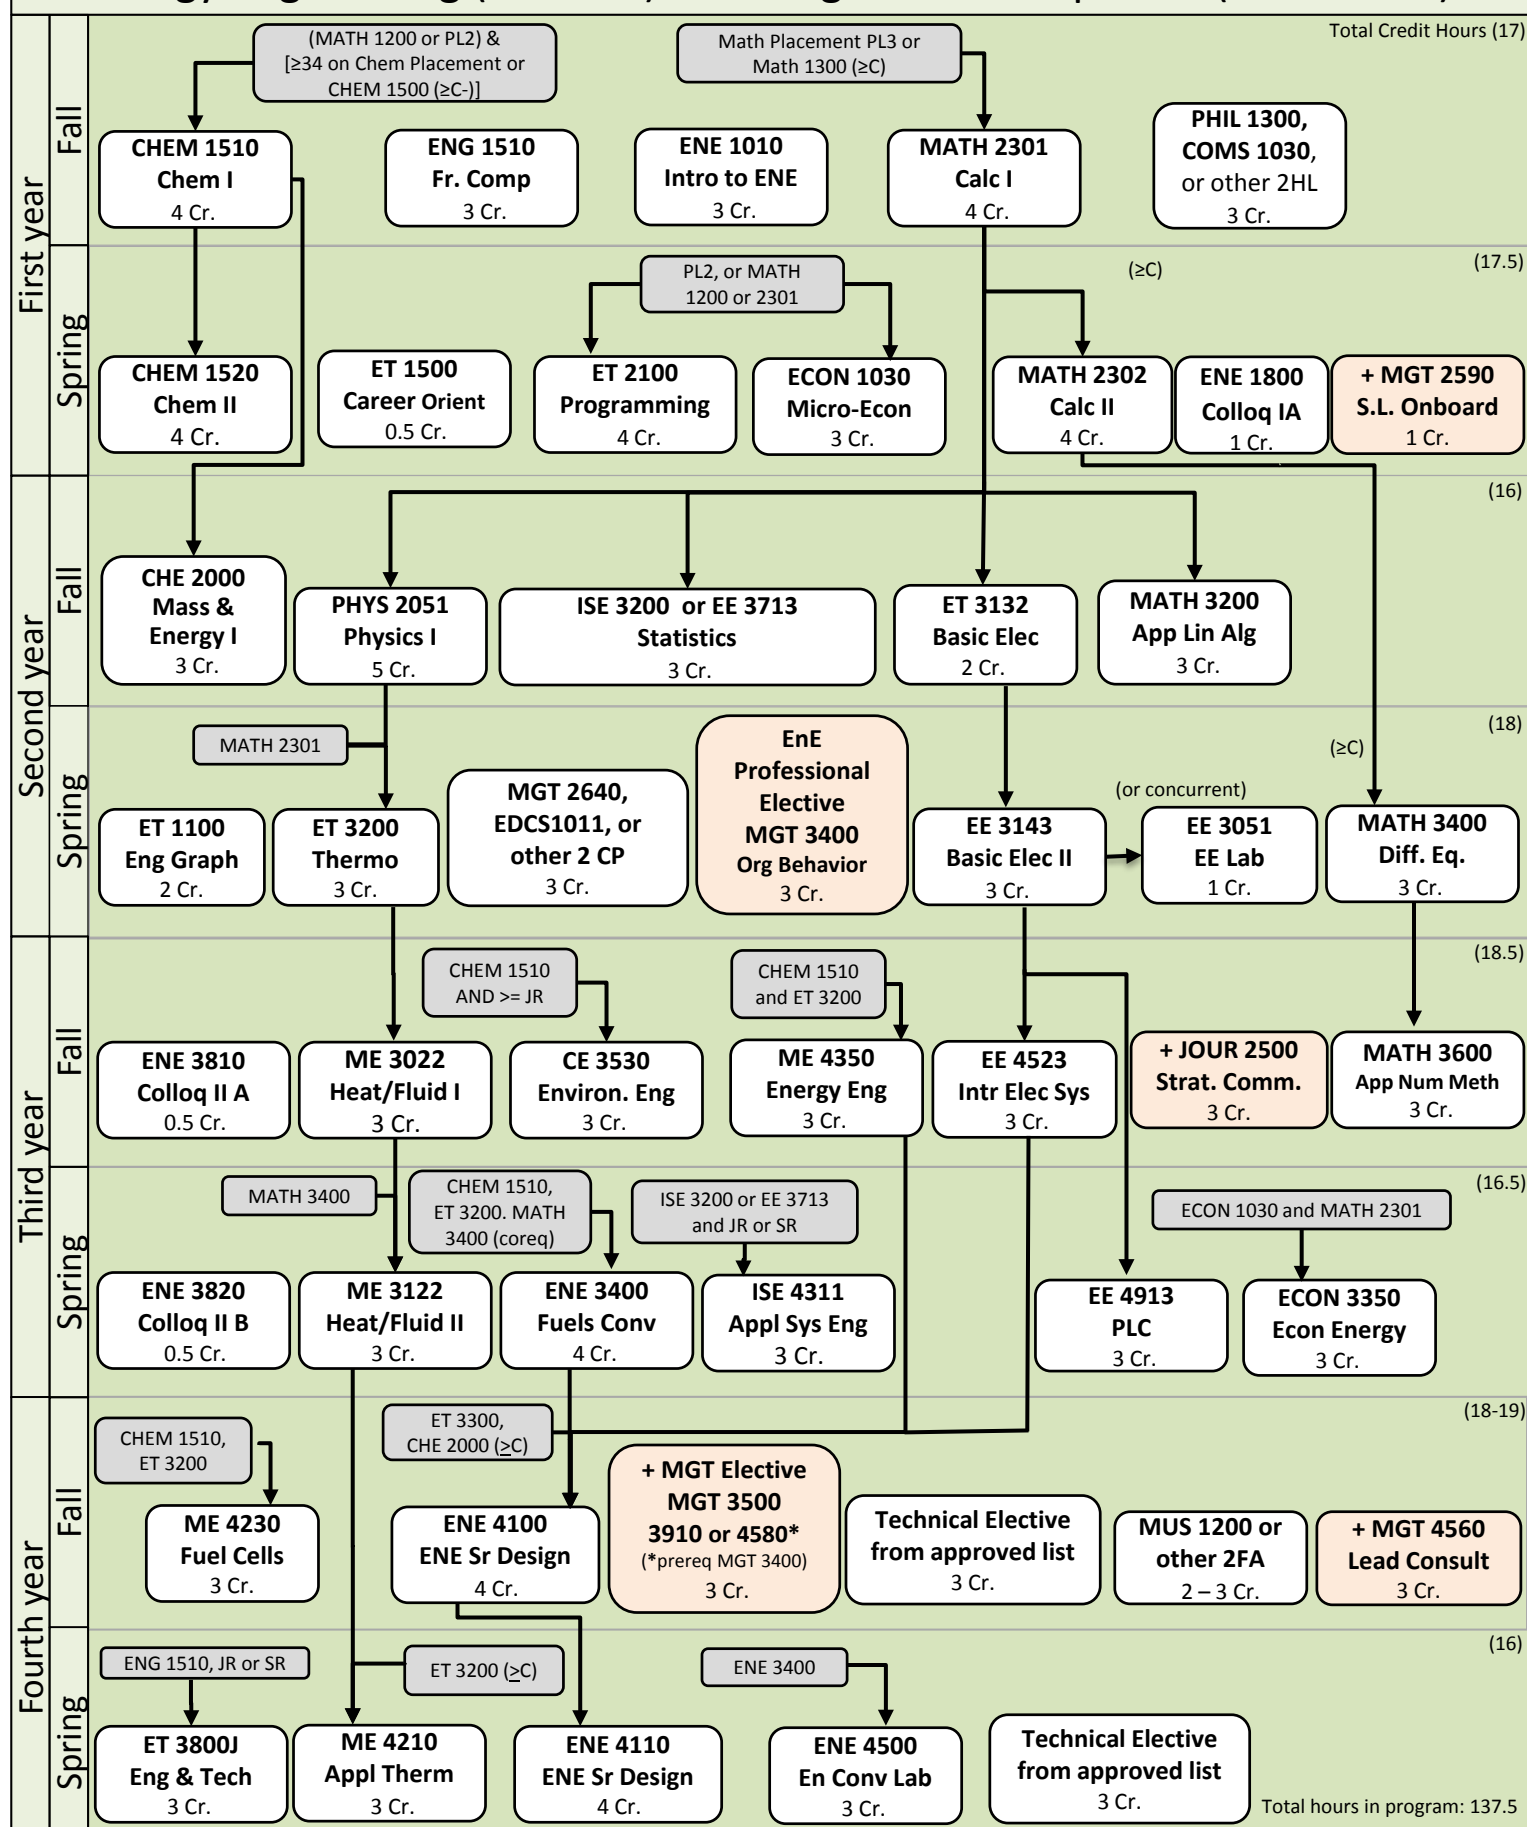 Total Credit Hours (17)
First year
Fall
(MATH 1200 or PL2) &
[≥34 on Chem Placement or
CHEM 1500 (≥C-)]
Math Placement PL3 or
Math 1300 (≥C)
CHEM 1510
Chem I
4 Cr.
ENG 1510
Fr. Comp
3 Cr.
ENE 1010
Intro to ENE
3 Cr.
MATH 2301
Calc I
4 Cr.
PHIL 1300,
COMS 1030,
or other 2HL
3 Cr.
Spring
(17.5)
PL2, or MATH
1200 or 2301
(≥C)
CHEM 1520
Chem II
4 Cr.
ET 1500
Career Orient
0.5 Cr.
ET 2100
Programming
4 Cr.
ECON 1030
Micro-Econ
3 Cr.
MATH 2302
Calc II
4 Cr.
ENE 1800
Colloq IA
1 Cr.
+ MGT 2590
S.L. Onboard
1 Cr.
Second year
Fall
(16)
CHE 2000
Mass &
Energy I
3 Cr.
PHYS 2051
Physics I
5 Cr.
ISE 3200 or EE 3713
Statistics
3 Cr.
ET 3132
Basic Elec
2 Cr.
MATH 3200
App Lin Alg
3 Cr.
Spring
(18)
MATH 2301
(≥C)
(or concurrent)
ET 1100
Eng Graph
2 Cr.
ET 3200
Thermo
3 Cr.
MGT 2640,
EDCS1011, or
other 2 CP
3 Cr.
EnE
Professional
Elective
MGT 3400
Org Behavior
3 Cr.
EE 3143
Basic Elec II
3 Cr.
EE 3051
EE Lab
1 Cr.
MATH 3400
Diff. Eq.
3 Cr.
Third year
Fall
(18.5)
CHEM 1510
AND >= JR
CHEM 1510
and ET 3200
ENE 3810
Colloq II A
0.5 Cr.
ME 3022
Heat/Fluid I
3 Cr.
CE 3530
Environ. Eng
3 Cr.
ME 4350
Energy Eng
3 Cr.
EE 4523
Intr Elec Sys
3 Cr.
+ JOUR 2500
Strat. Comm.
3 Cr.
MATH 3600
App Num Meth
3 Cr.
Spring
(16.5)
MATH 3400
CHEM 1510,
ET 3200. MATH
3400 (coreq)
ISE 3200 or EE 3713
and JR or SR
ECON 1030 and MATH 2301
ENE 3820
Colloq II B
0.5 Cr.
ME 3122
Heat/Fluid II
3 Cr.
ENE 3400
Fuels Conv
4 Cr.
ISE 4311
Appl Sys Eng
3 Cr.
EE 4913
PLC
3 Cr.
ECON 3350
Econ Energy
3 Cr.
Fourth year
Fall
(18-19)
CHEM 1510,
ET 3200
ET 3300,
CHE 2000 (≥C)
ME 4230
Fuel Cells
3 Cr.
ENE 4100
ENE Sr Design
4 Cr.
+ MGT Elective
MGT 3500
3910 or 4580*
(*prereq MGT 3400)
3 Cr.
Technical Elective
from approved list
3 Cr.
MUS 1200 or
other 2FA
2 – 3 Cr.
+ MGT 4560
Lead Consult
3 Cr.
Spring
(16)
ENG 1510, JR or SR
ET 3200 (≥C)
ENE 3400
ET 3800J
Eng & Tech
3 Cr.
ME 4210
Appl Therm
3 Cr.
ENE 4110
ENE Sr Design
4 Cr.
ENE 4500
En Conv Lab
3 Cr.
Technical Elective
from approved list
3 Cr.
Total hours in program: 137.5